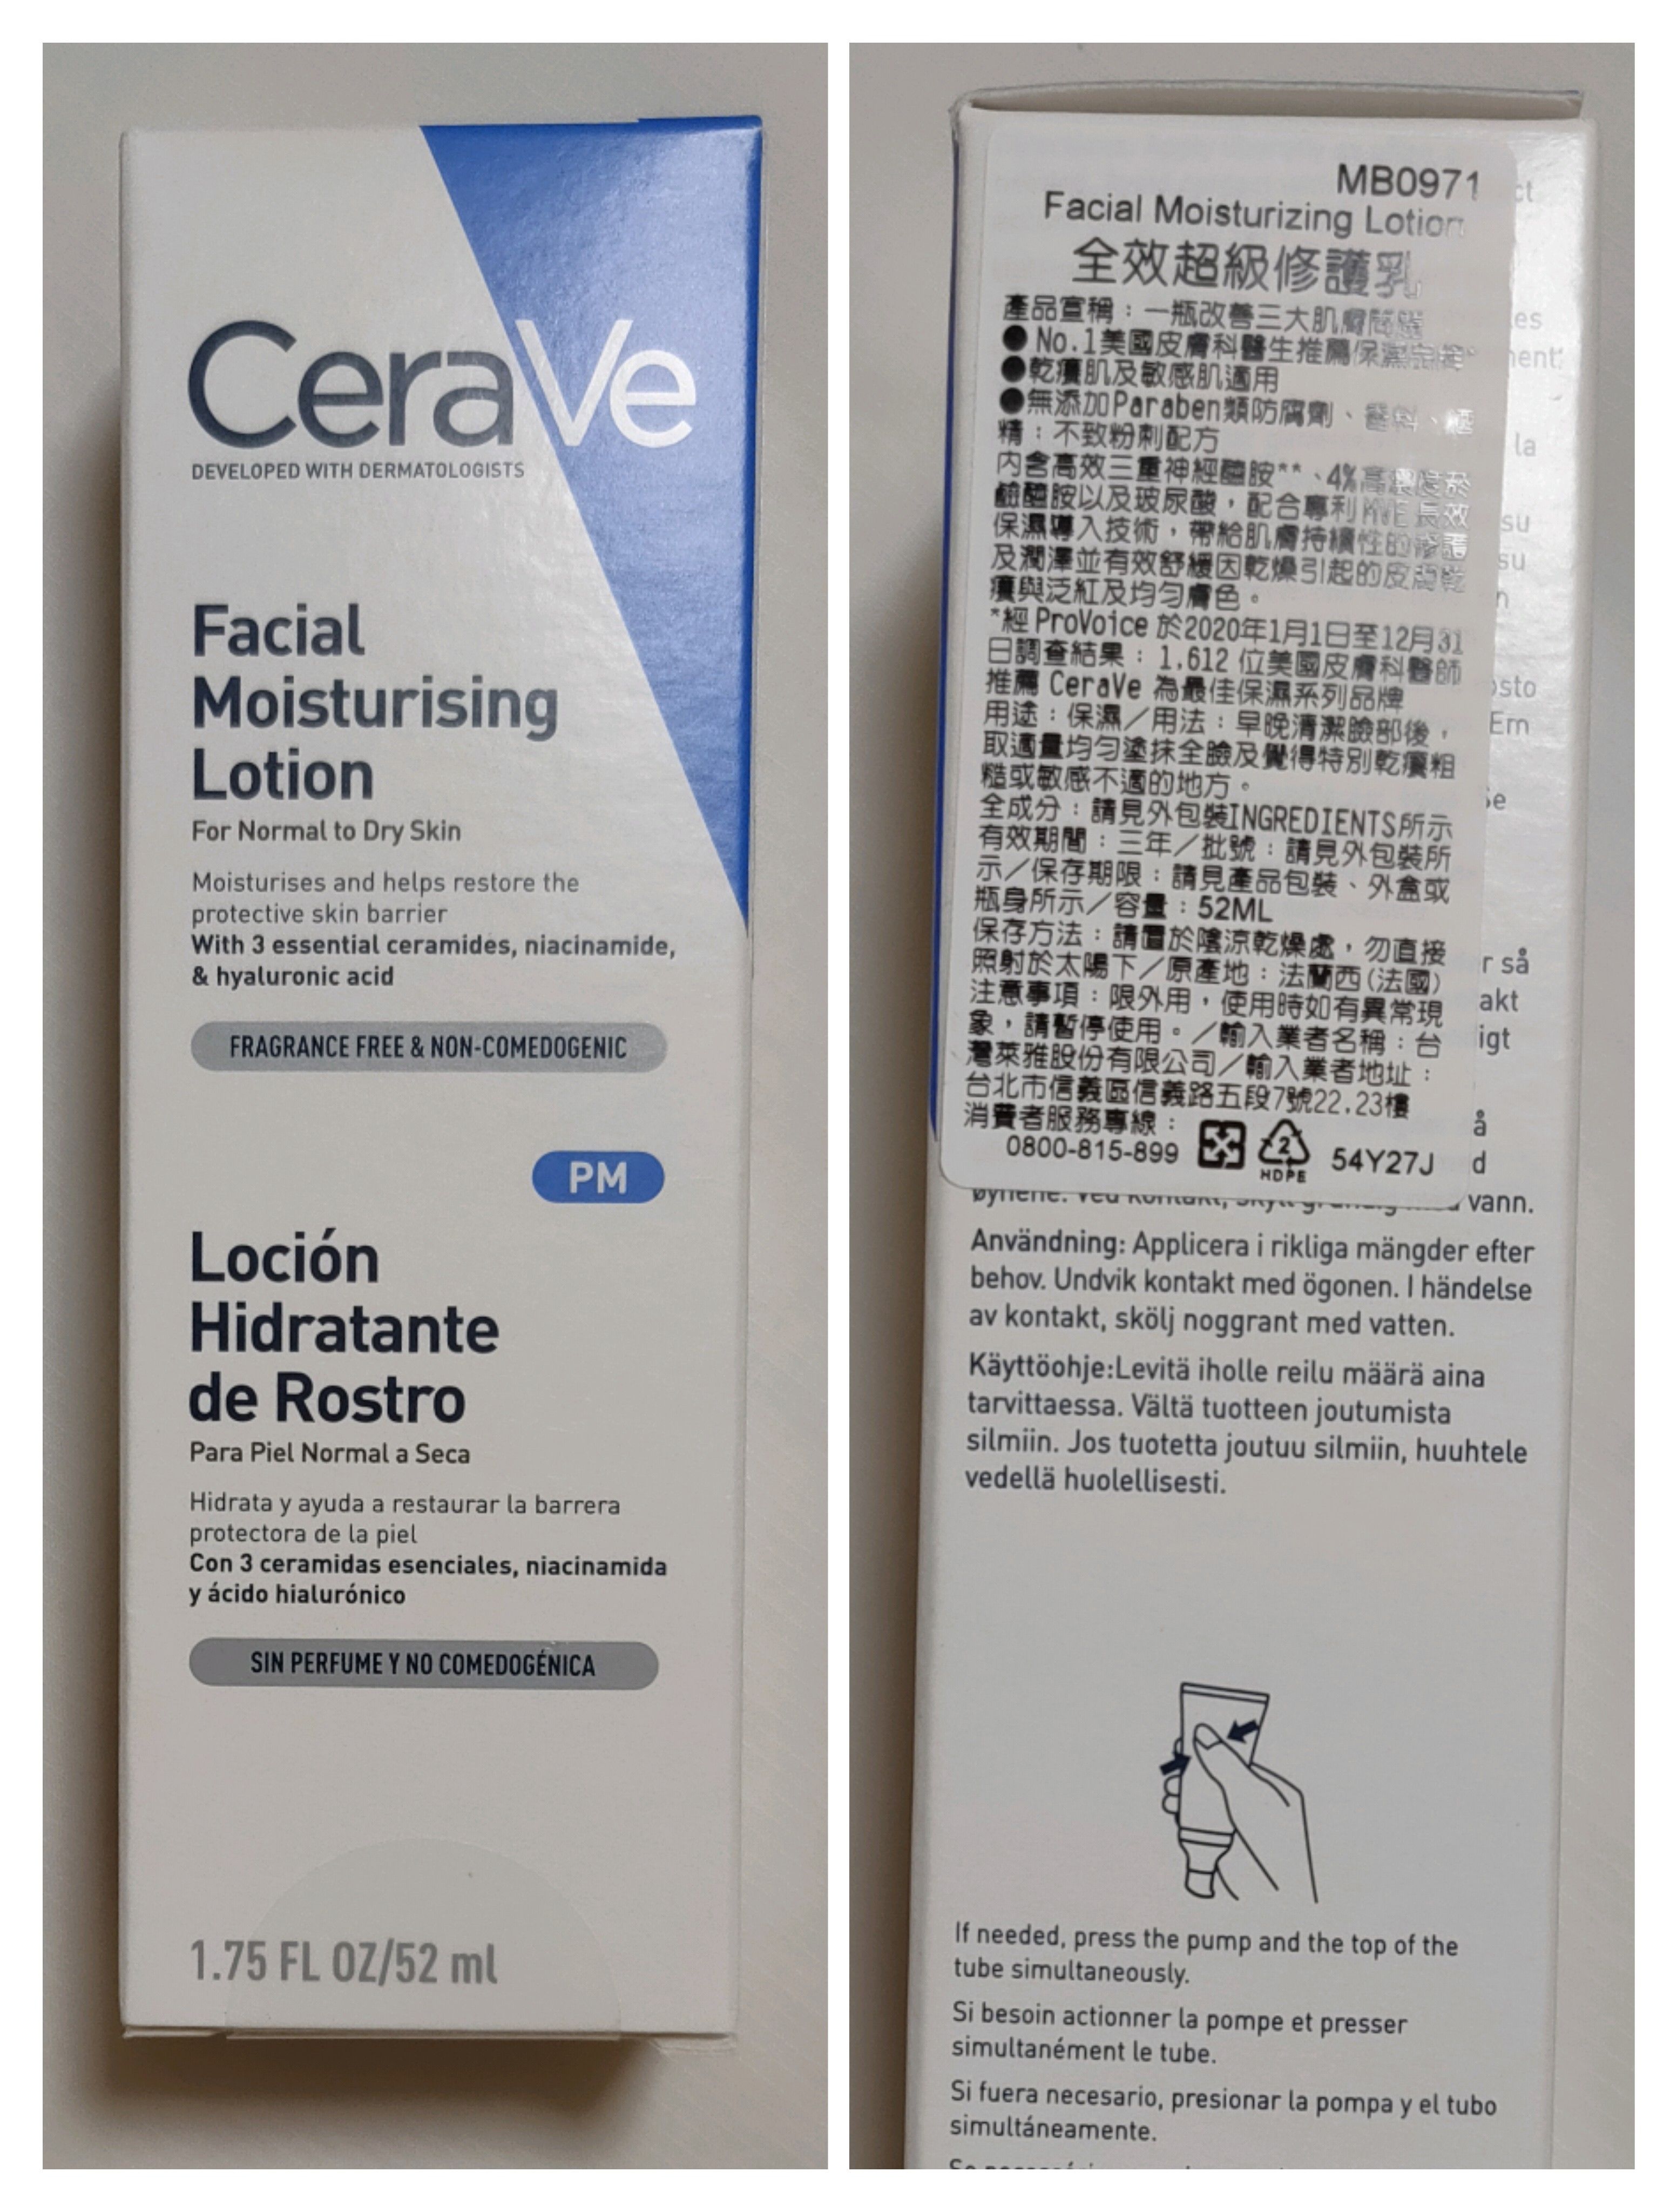 CeraVe
DEVELOPED WITH DERMATOLOGISTS
Facial
Moisturising
Lotion
For Normal to Dry Skin
Moisturises and helps restore the
protective skin barrier
With 3 essential ceramides, niacinamide,
& hyaluronic acid
FRAGRANCE FREE & NON-COMEDOGENIC
PM
Loción
Hidratante
de Rostro
Para Piel Normal a Seca
Hidrata y ayuda a restaurar la barrera
protectora de la piel
Con 3 ceramidas esenciales, niacinamida
y ácido hialurónico
SIN PERFUME Y NO COMEDOGÉNICA
1.75 FL OZ/52 ml
MB0971
Facial Moisturizing Lotion
全效超級修護乳
產品宣稱：一瓶改善三大肌膚問題
● No.1美國皮膚科醫生推薦保濕品牌*
●乾癢肌及敏感肌適用
●無添加Paraben類防腐劑、香料、酒
精；不致粉刺配方
內含高效三重神經醯胺**、4%高濃度菸
鹼醯胺以及玻尿酸，配合專利MVE長效
保濕導入技術，帶給肌膚持續性的修護
及潤澤並有效舒緩因乾燥引起的皮膚乾
癢與泛紅及均勻膚色。
*經 ProVoice 於2020年1月1日至12月31
日調查結果：1,612 位美國皮膚科醫師
推薦 CeraVe 為最佳保濕系列品牌
用途：保濕／用法：早晚清潔臉部後，
取適量均勻塗抹全臉及覺得特別乾癢粗
糙或敏感不適的地方。
全成分：請見外包裝INGREDIENTS所示
有效期間：三年／批號：請見外包裝所
示／保存期限：請見產品包裝、外盒或
瓶身所示／容量：52ML
保存方法：請置於陰涼乾燥處，勿直接
照射於太陽下／原產地：法蘭西(法國)
注意事項：限外用，使用時如有異常現
象，請暫停使用。／輸入業者名稱：台
灣萊雅股份有限公司／輸入業者地址：
台北市信義區信義路五段7號22.23樓
消費者服務專線：
0800-815-899 HDPE 2 54Y27J
la
su
su
r så
å
d
vann.
Användning: Applicera i rikliga mängder efter
behov. Undvik kontakt med ögonen. I händelse
av kontakt, skölj noggrant med vatten.
Käyttöohje:Levitä iholle reilu määrä aina
tarvittaessa. Vältä tuotteen joutumista
silmiin. Jos tuotetta joutuu silmiin, huuhtele
vedellä huolellisesti.
If needed, press the pump and the top of the
tube simultaneously.
Si besoin actionner la pompe et presser
simultanément le tube.
Si fuera necesario, presionar la pompa y el tubo
simultáneamente.